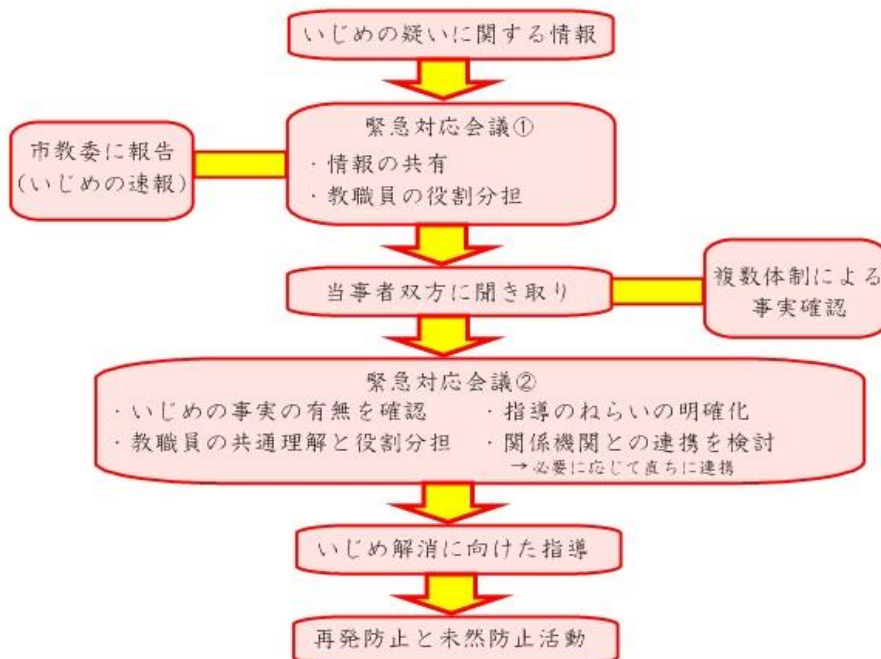 いじめの疑いに関する情報
緊急対応会議①
・情報の共有
・教職員の役割分担
市教委に報告
(いじめの速報)
当事者双方に聞き取り
複数体制による
事実確認
緊急対応会議②
・いじめの事実の有無を確認
・教職員の共通理解と役割分担
・指導のねらいの明確化
・関係機関との連携を検討
→必要に応じて直ちに連携
いじめ解消に向けた指導
再発防止と未然防止活動